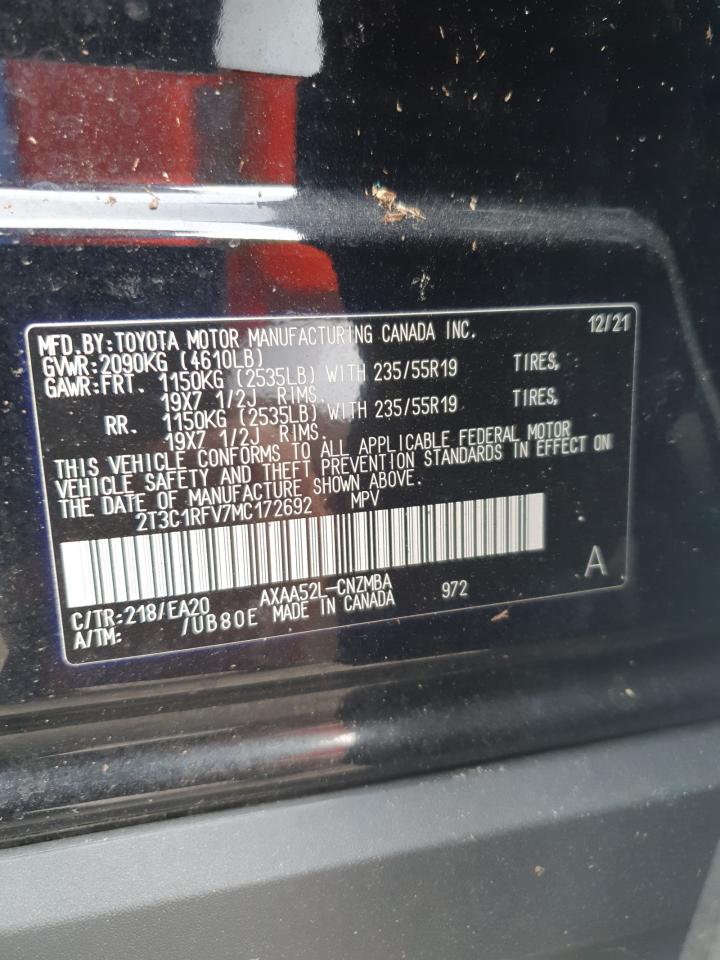 MFD.BY:TOYOTA MOTOR MANUFACTURING CANADA INC. 12/21
GVWR:2090KG (4610LB)
GAWR:FRT. 1150KG (2535LB) WITH 235/55R19 TIRES,
19X7 1/2J RIMS.
RR. 1150KG (2535LB) WITH 235/55R19 TIRES,
19X7 1/2J RIMS.
THIS VEHICLE CONFORMS TO ALL APPLICABLE FEDERAL MOTOR
VEHICLE SAFETY AND THEFT PREVENTION STANDARDS IN EFFECT ON
THE DATE OF MANUFACTURE SHOWN ABOVE.
2T3C1RFV7MC172692 MPV
A
C/TR:218/EA20 AXAA52L-CNZMBA 972
A/TM: /UB80E MADE IN CANADA